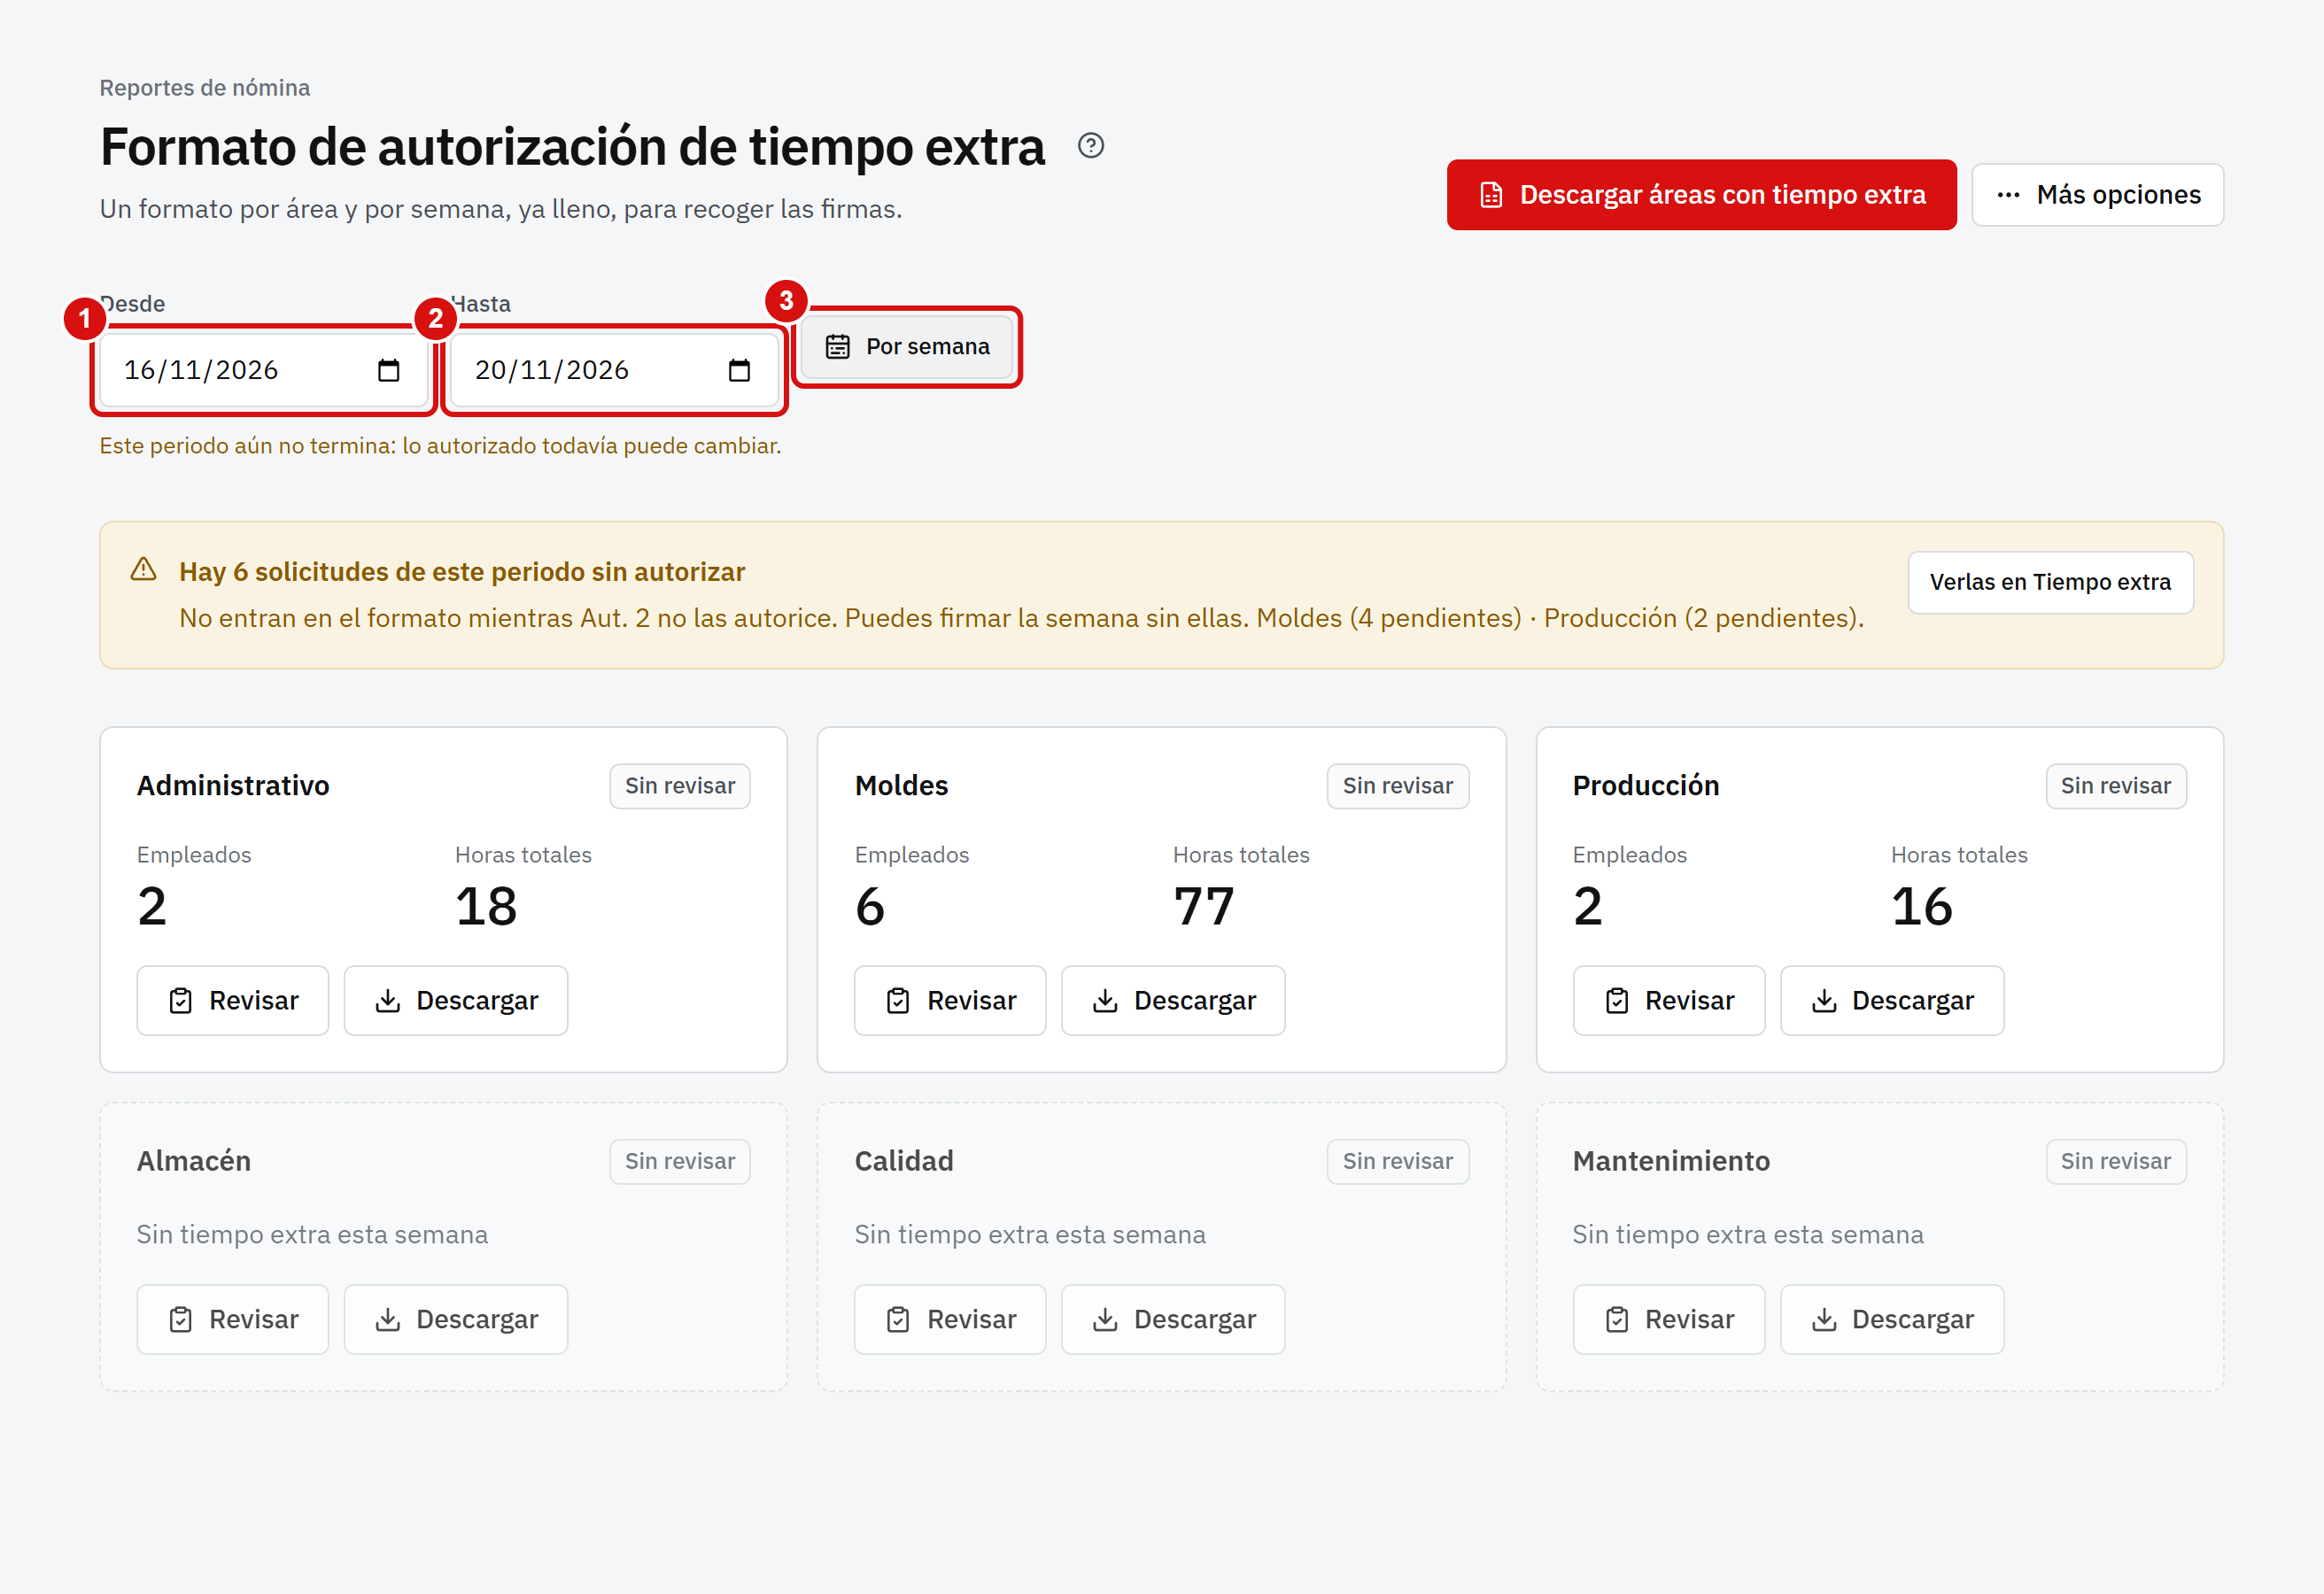 Reportes de nómina
Formato de autorización de tiempo extra
Un formato por área y por semana, ya lleno, para recoger las firmas.
Descargar áreas con tiempo extra
Más opciones
1 Desde
2 Hasta
3
16/11/2026
20/11/2026
Por semana
Este periodo aún no termina: lo autorizado todavía puede cambiar.
Hay 6 solicitudes de este periodo sin autorizar
No entran en el formato mientras Aut. 2 no las autorice. Puedes firmar la semana sin ellas. Moldes (4 pendientes) · Producción (2 pendientes).
Verlas en Tiempo extra
Administrativo
Sin revisar
Empleados
Horas totales
2
18
Revisar
Descargar
Moldes
Sin revisar
Empleados
Horas totales
6
77
Revisar
Descargar
Producción
Sin revisar
Empleados
Horas totales
2
16
Revisar
Descargar
Almacén
Sin revisar
Sin tiempo extra esta semana
Revisar
Descargar
Calidad
Sin revisar
Sin tiempo extra esta semana
Revisar
Descargar
Mantenimiento
Sin revisar
Sin tiempo extra esta semana
Revisar
Descargar